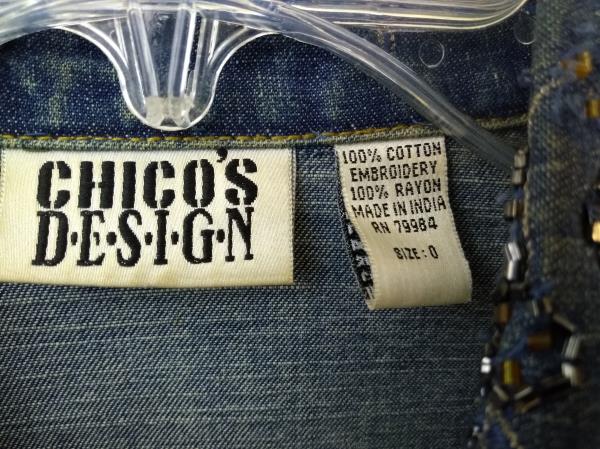 CHICO'S
D·E·S·I·G·N
100% COTTON
EMBROIDERY
100% RAYON
MADE IN INDIA
RN 79984
SIZE: 0